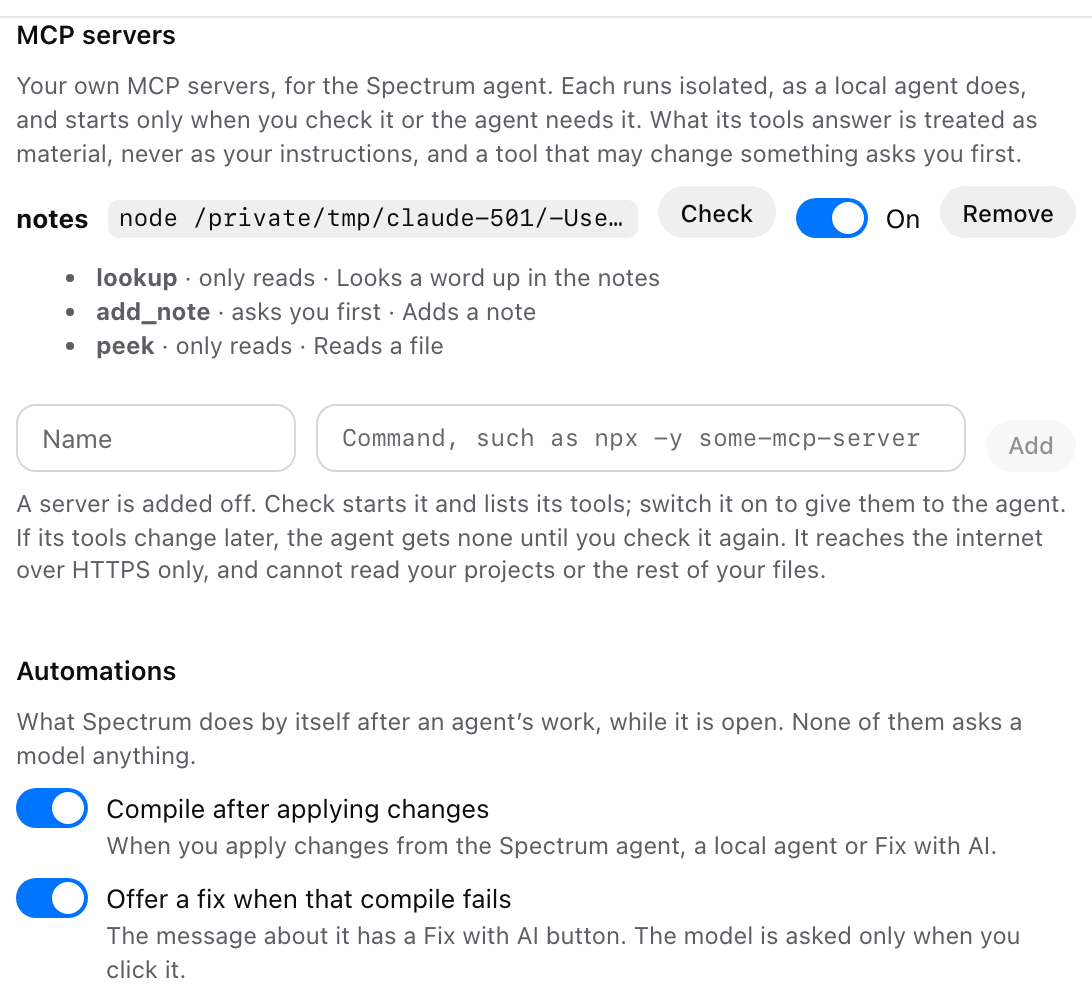 MCP servers
Your own MCP servers, for the Spectrum agent. Each runs isolated, as a local agent does,
and starts only when you check it or the agent needs it. What its tools answer is treated as
material, never as your instructions, and a tool that may change something asks you first.
notes node /private/tmp/claude-501/-Use… Check On Remove
• lookup · only reads · Looks a word up in the notes
• add_note · asks you first · Adds a note
• peek · only reads · Reads a file
Name Command, such as npx -y some-mcp-server Add
A server is added off. Check starts it and lists its tools; switch it on to give them to the agent.
If its tools change later, the agent gets none until you check it again. It reaches the internet
over HTTPS only, and cannot read your projects or the rest of your files.
Automations
What Spectrum does by itself after an agent’s work, while it is open. None of them asks a
model anything.
Compile after applying changes
When you apply changes from the Spectrum agent, a local agent or Fix with AI.
Offer a fix when that compile fails
The message about it has a Fix with AI button. The model is asked only when you
click it.